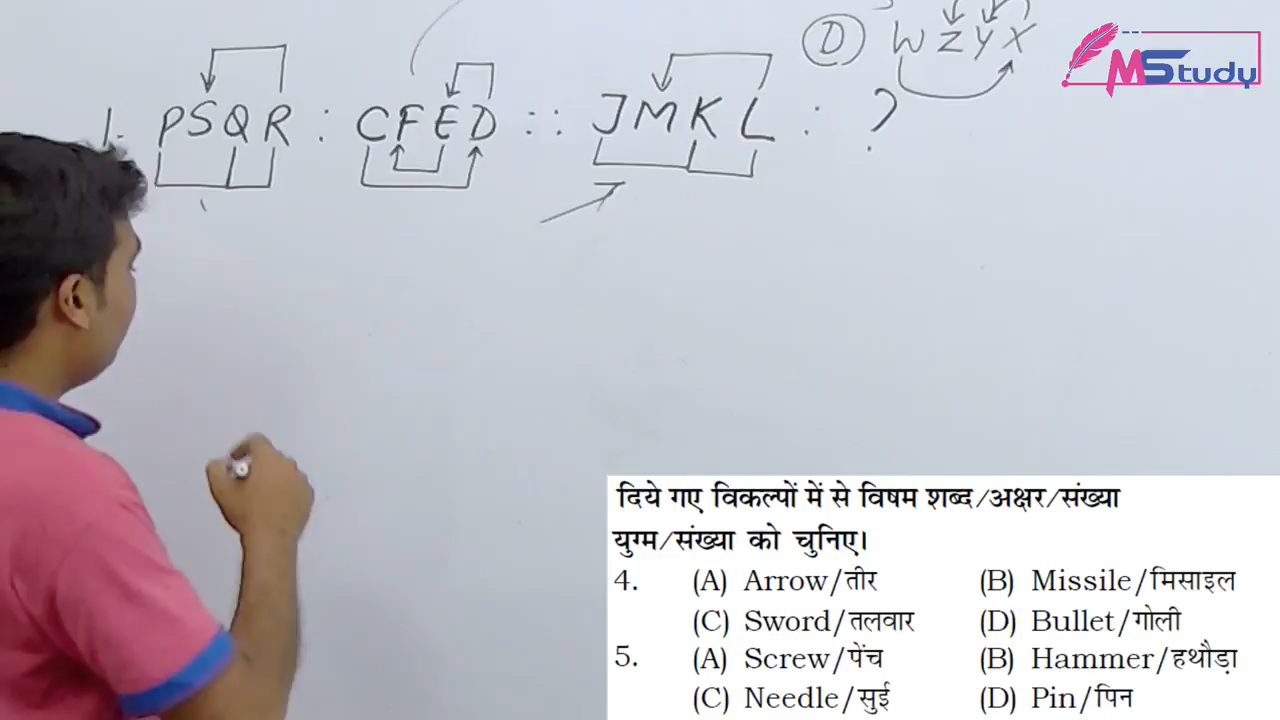 (D) WZYX
MStudy
1. PSQR : CFED :: JMKL : ?
दिये गए विकल्पों में से विषम शब्द/अक्षर/संख्या
युग्म/संख्या को चुनिए।
4. (A) Arrow/तीर (B) Missile/मिसाइल
(C) Sword/तलवार (D) Bullet/गोली
5. (A) Screw/पेंच (B) Hammer/हथौड़ा
(C) Needle/सुई (D) Pin/पिन